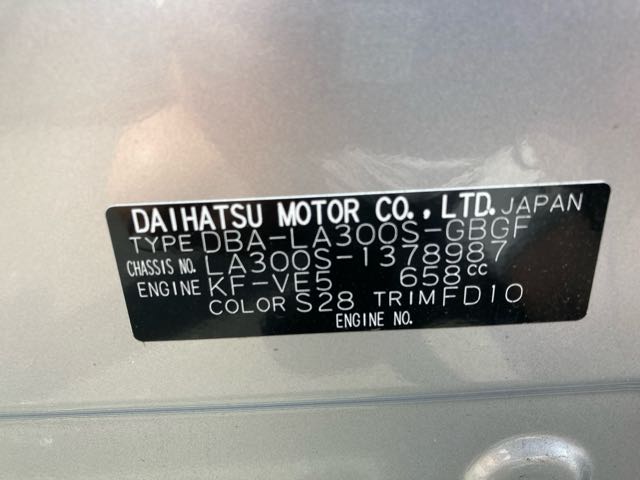 DAIHATSU MOTOR CO., LTD. JAPAN
TYPE DBA-LA300S-GBGF
CHASSIS NO. LA300S-1378987
ENGINE KF-VE5 658cc
COLOR S28 TRIM FD10
ENGINE NO.